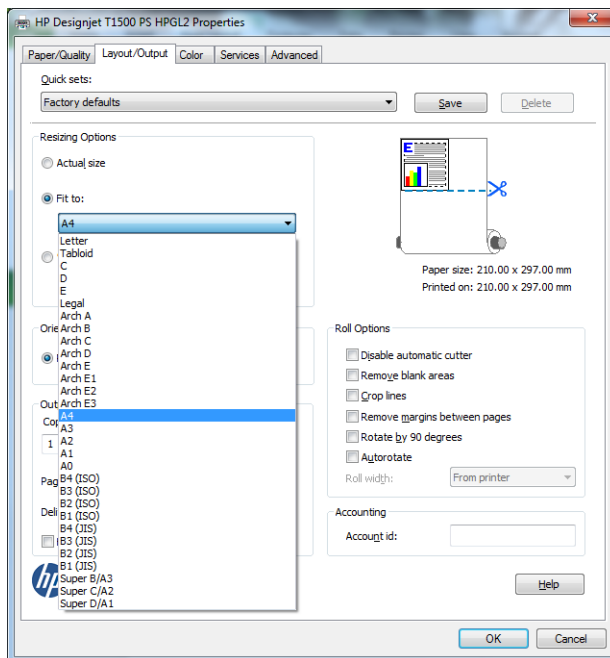 HP Designjet T1500 PS HPGL2 Properties
Paper/Quality Layout/Output Color Services Advanced
Quick sets:
Factory defaults
Save
Delete
Resizing Options
Actual size
Fit to:
A4
Letter
Tabloid
C
D
E
Legal
Arch A
Arch B
Arch C
Arch D
Arch E
Arch E1
Arch E2
Arch E3
A4
A3
A2
A1
A0
B4 (ISO)
B3 (ISO)
B2 (ISO)
B1 (ISO)
B4 (JIS)
B3 (JIS)
B2 (JIS)
B1 (JIS)
Super B/A3
Super C/A2
Super D/A1
1
hp
E
Paper size: 210.00 x 297.00 mm
Printed on: 210.00 x 297.00 mm
Roll Options
Disable automatic cutter
Remove blank areas
Crop lines
Remove margins between pages
Rotate by 90 degrees
Autorotate
Roll width: From printer
Accounting
Account id:
Help
OK
Cancel